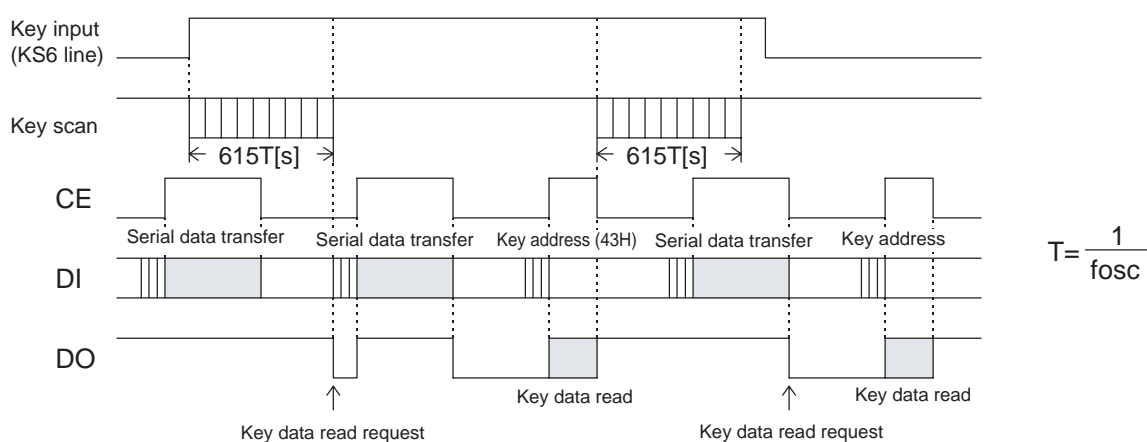 Key input
(KS6 line)
Key scan
615T[s]
615T[s]
CE
Serial data transfer
Serial data transfer
Key address (43H)
Serial data transfer
Key address
T= 1
fosc
DI
DO
Key data read
Key data read
Key data read request
Key data read request